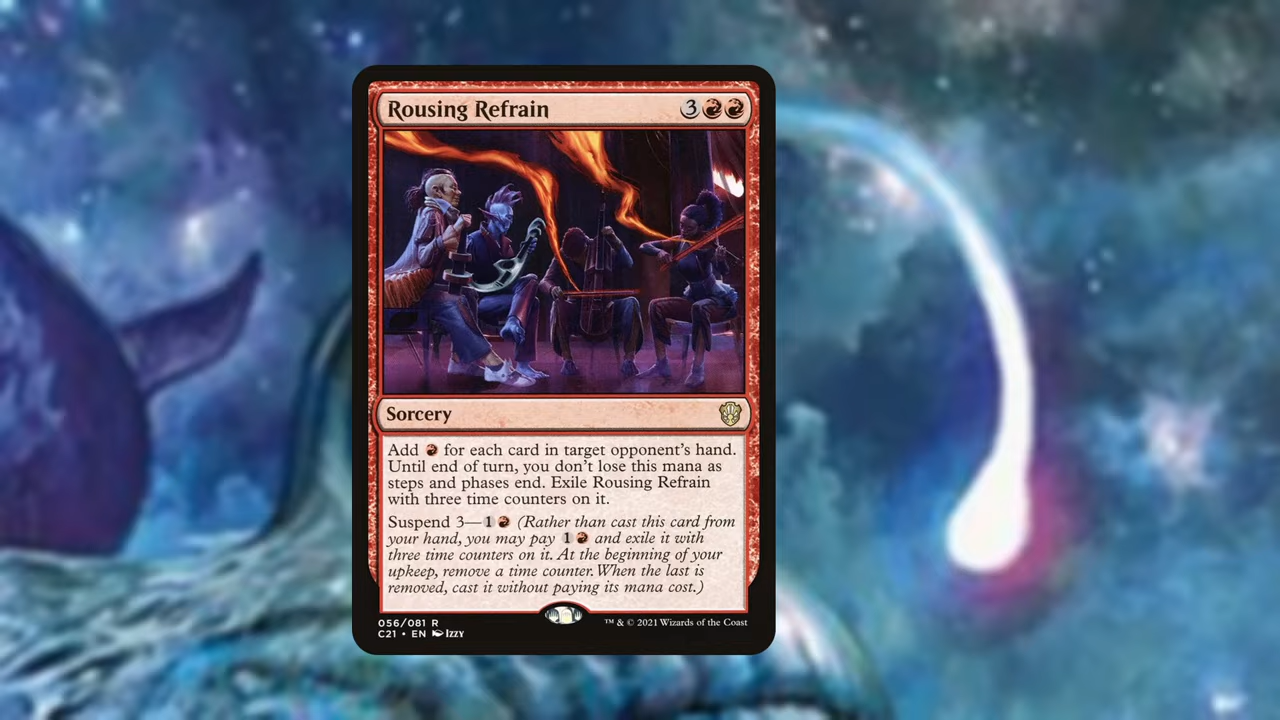 Rousing Refrain 3
Sorcery
Add for each card in target opponent's hand.
Until end of turn, you don't lose this mana as
steps and phases end. Exile Rousing Refrain
with three time counters on it.
Suspend 3—1 (Rather than cast this card from
your hand, you may pay 1 and exile it with
three time counters on it. At the beginning of your
upkeep, remove a time counter. When the last is
removed, cast it without paying its mana cost.)
056/081 R
C21 • EN Izzy
™ & © 2021 Wizards of the Coast